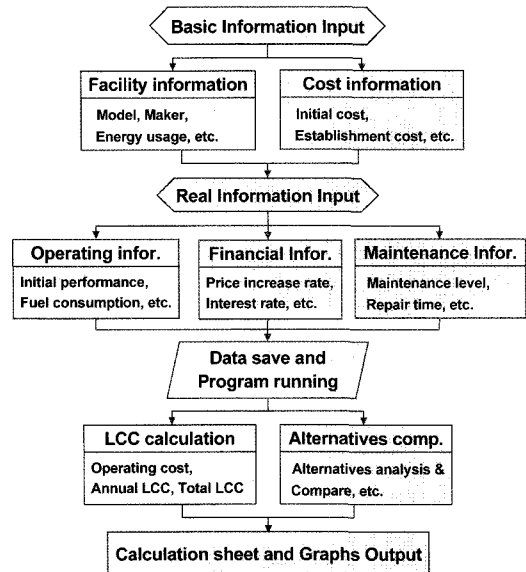 Basic Information Input
Facility information
Model, Maker,
Energy usage, etc.
Cost information
Initial cost,
Establishment cost, etc.
Real Information Input
Operating infor.
Initial performance,
Fuel consumption, etc.
Financial Infor.
Price increase rate,
Interest rate, etc.
Maintenance Infor.
Maintenance level,
Repair time, etc.
Data save and
Program running
LCC calculation
Operating cost,
Annual LCC, Total LCC
Alternatives comp.
Alternatives analysis &
Compare, etc.
Calculation sheet and Graphs Output